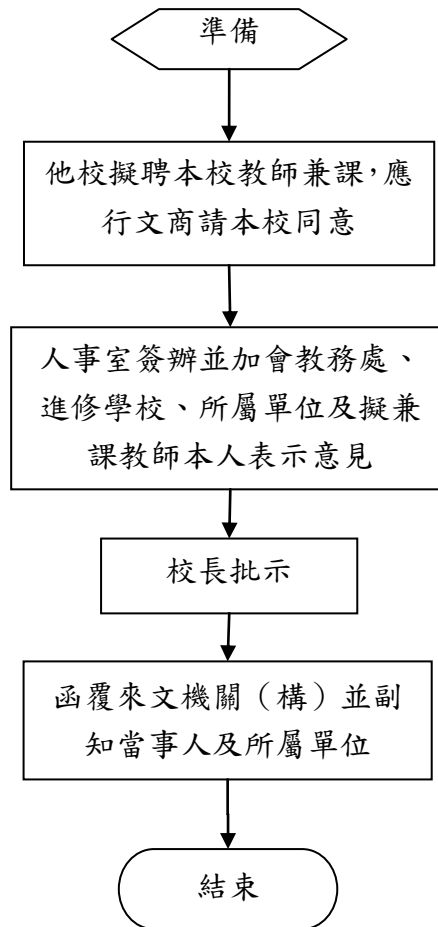 準備
他校擬聘本校教師兼課，應
行文商請本校同意
人事室簽辦並加會教務處、
進修學校、所屬單位及擬兼
課教師本人表示意見
校長批示
函覆來文機關（構）並副
知當事人及所屬單位
結束